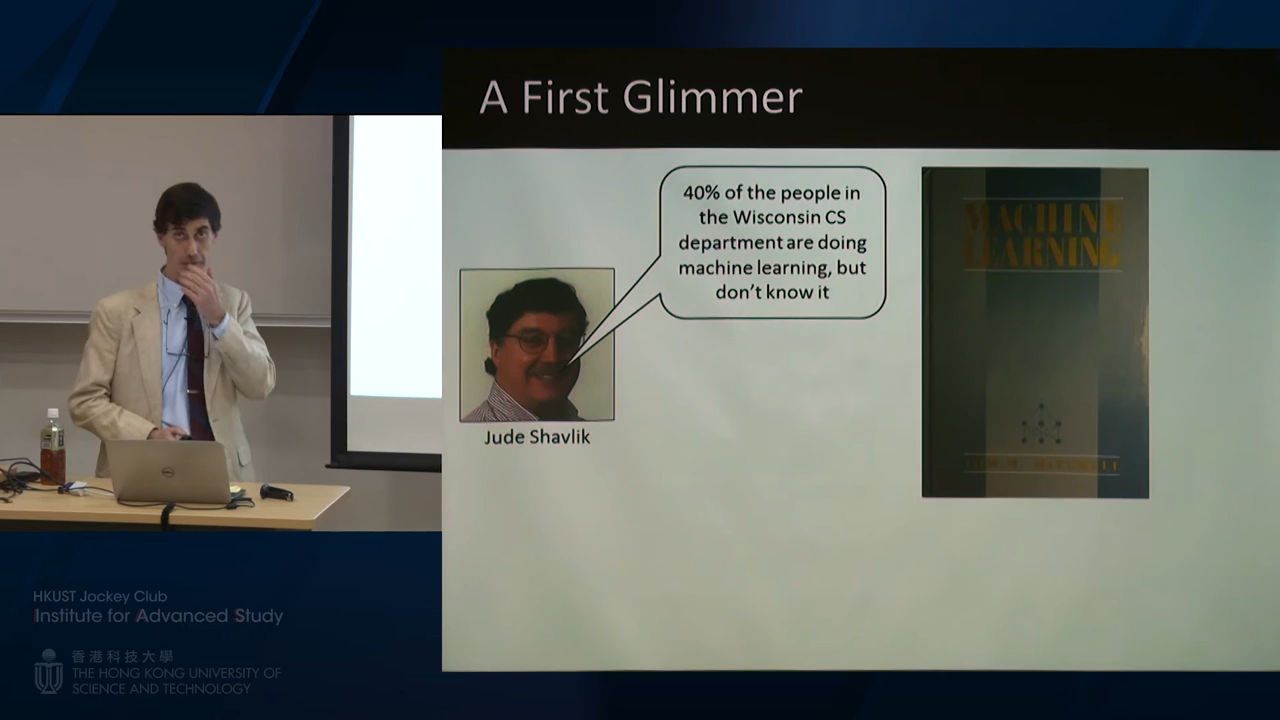 A First Glimmer
40% of the people in
the Wisconsin CS
department are doing
machine learning, but
don't know it
Jude Shavlik
MACHINE
LEARNING
HKUST Jockey Club
Institute for Advanced Study
香港科技大學
THE HONG KONG UNIVERSITY OF
SCIENCE AND TECHNOLOGY